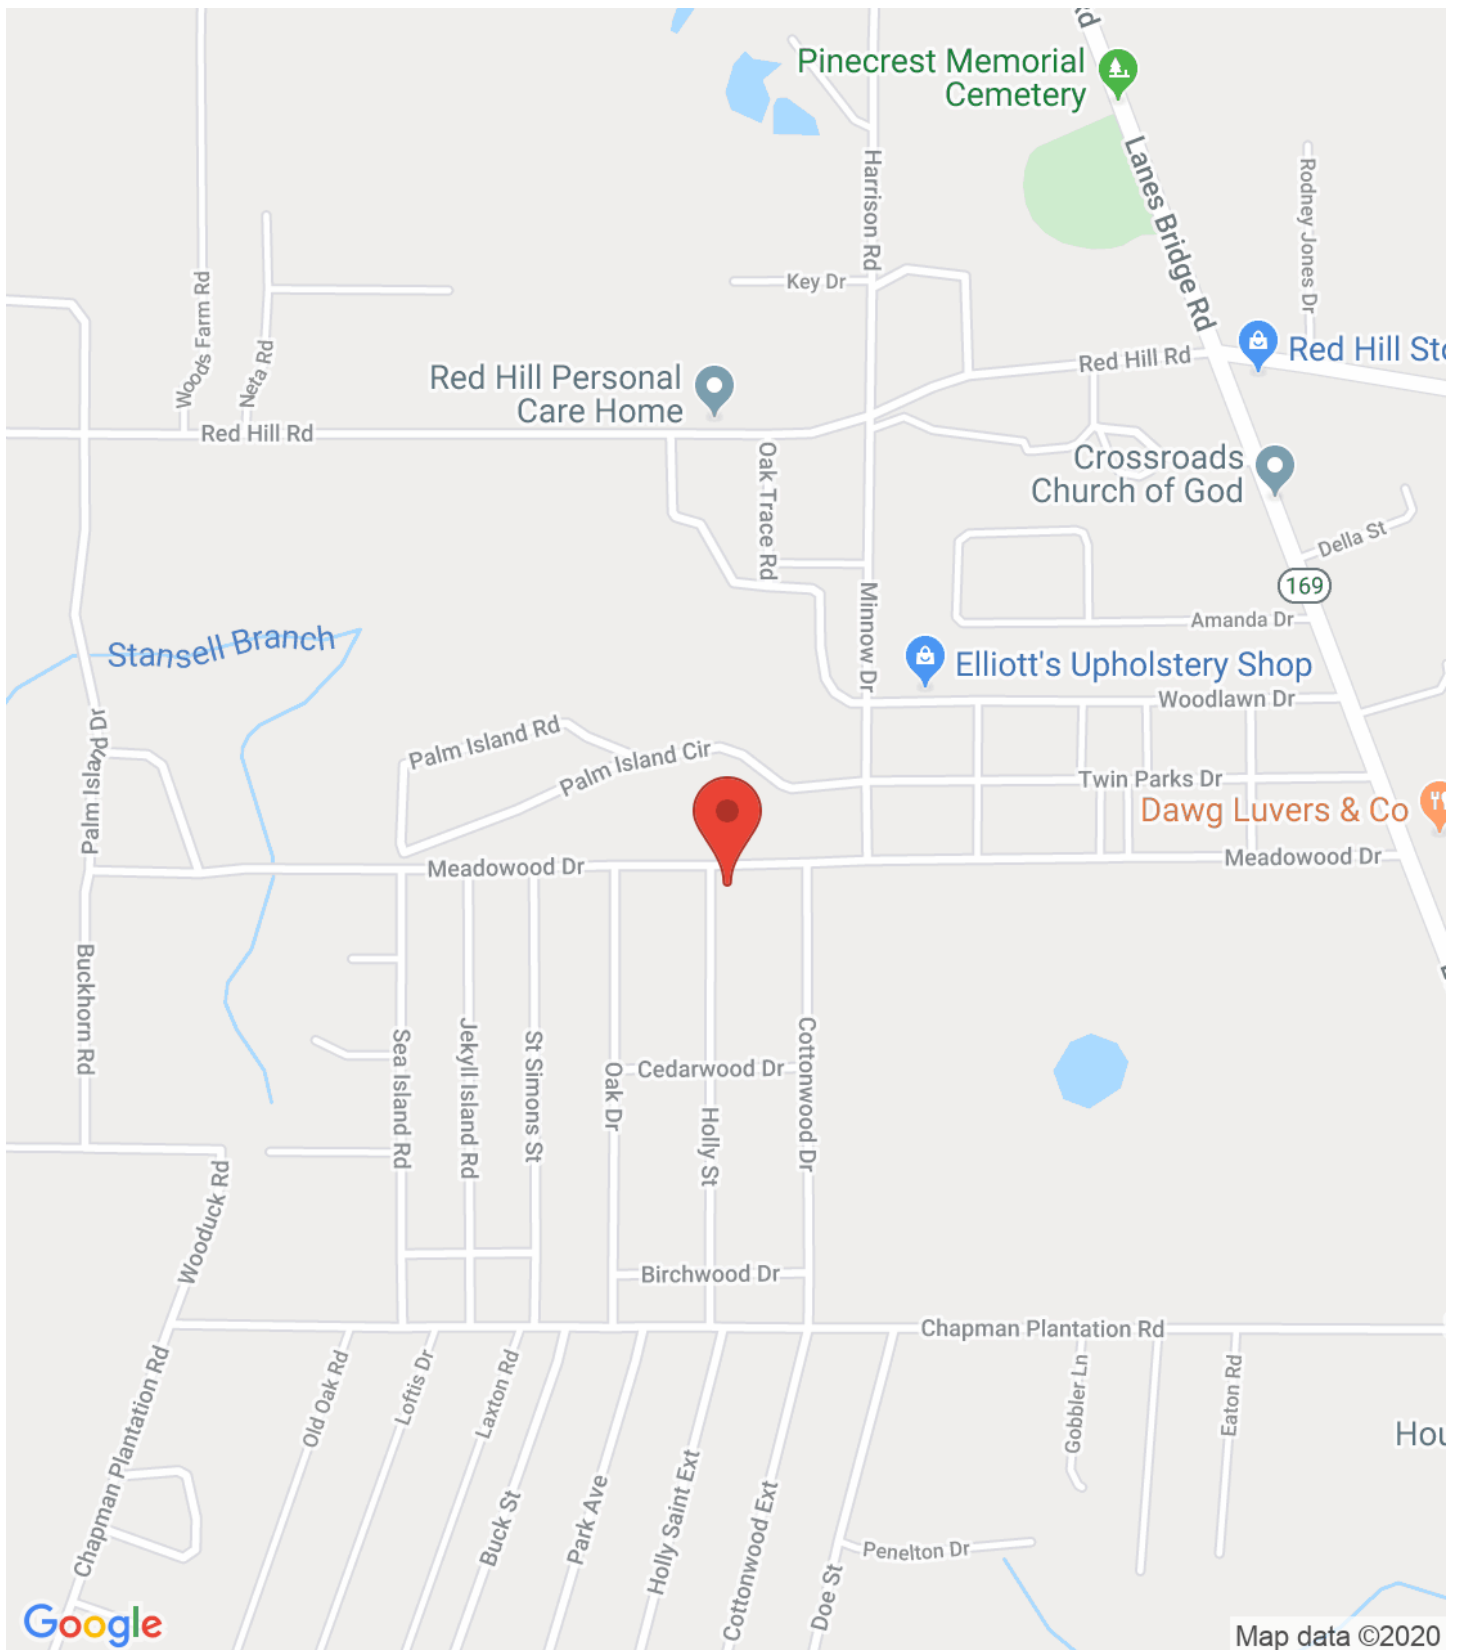 Rd
Pinecrest Memorial
Cemetery
Lanes Bridge Rd
Harrison Rd
Rodney Jones Dr
Key Dr
Woods Farm Rd
Neta Rd
Red Hill Rd
Red Hill Sto
Red Hill Personal
Care Home
Red Hill Rd
Oak Trace Rd
Crossroads
Church of God
Della St
169
Minnow Dr
Amanda Dr
Stansell Branch
Elliott's Upholstery Shop
Woodlawn Dr
Palm Island Dr
Palm Island Rd
Palm Island Cir
Twin Parks Dr
Dawg Luvers & Co
Meadowood Dr
Meadowood Dr
Buckhorn Rd
Sea Island Rd
Jekyll Island Rd
St Simons St
Oak Dr
Cedarwood Dr
Holly St
Cottonwood Dr
Wooduck Rd
Birchwood Dr
Chapman Plantation Rd
Chapman Plantation Rd
Old Oak Rd
Loftis Dr
Laxton Rd
Buck St
Park Ave
Holly Saint Ext
Cottonwood Ext
Doe St
Penelton Dr
Gobbler Ln
Eaton Rd
Hou
Google
Map data ©2020